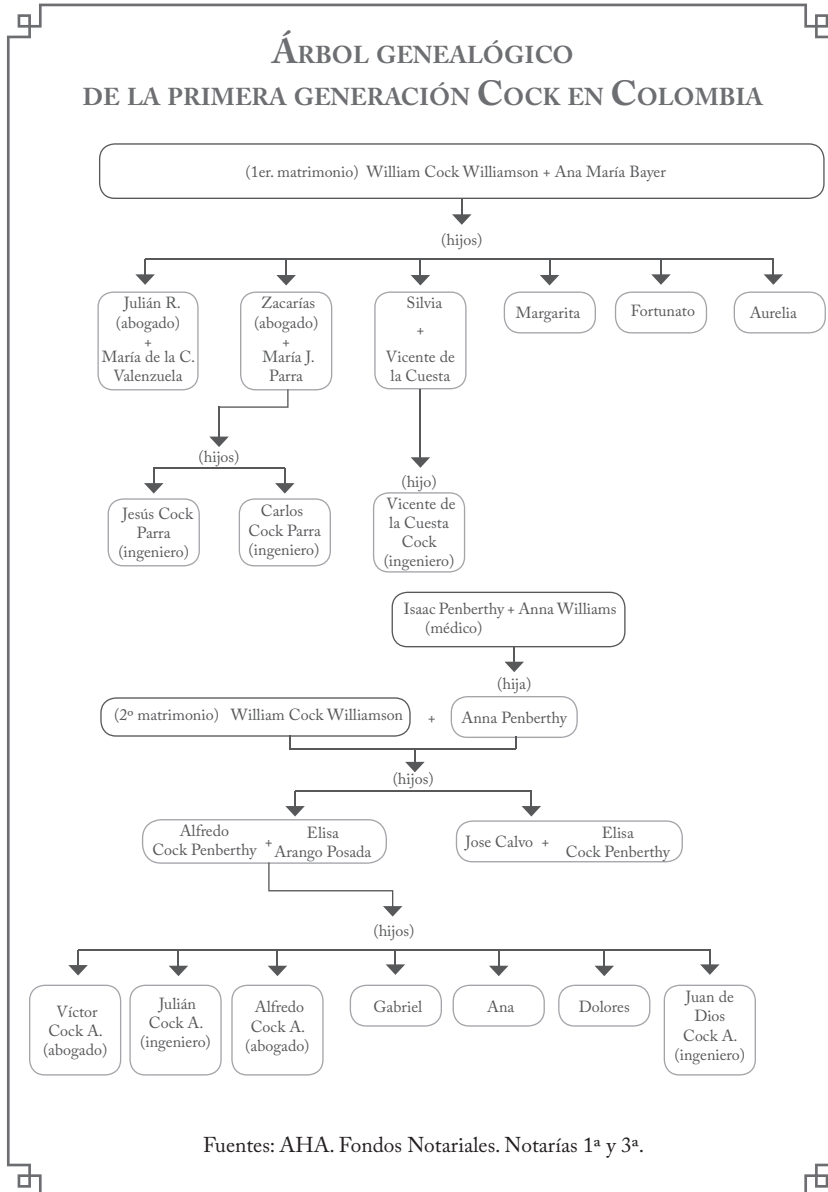 ÁRBOL GENEALÓGICO
DE LA PRIMERA GENERACIÓN COCK EN COLOMBIA
(1er. matrimonio) William Cock Williamson + Ana María Bayer
(hijos)
Julián R.
(abogado)
+
María de la C.
Valenzuela
Zacarías
(abogado)
+
María J.
Parra
Silvia
+
Vicente de
la Cuesta
Margarita
Fortunato
Aurelia
(hijos)
Jesús Cock
Parra
(ingeniero)
Carlos
Cock Parra
(ingeniero)
(hijo)
Vicente de
la Cuesta
Cock
(ingeniero)
Isaac Penberthy + Anna Williams
(médico)
(hija)
(2º matrimonio) William Cock Williamson + Anna Penberthy
(hijos)
Alfredo
Cock Penberthy
+
Elisa
Arango Posada
Jose Calvo +
Elisa
Cock Penberthy
(hijos)
Víctor
Cock A.
(abogado)
Julián
Cock A.
(ingeniero)
Alfredo
Cock A.
(abogado)
Gabriel
Ana
Dolores
Juan de
Dios
Cock A.
(ingeniero)
Fuentes: AHA. Fondos Notariales. Notarías 1ª y 3ª.